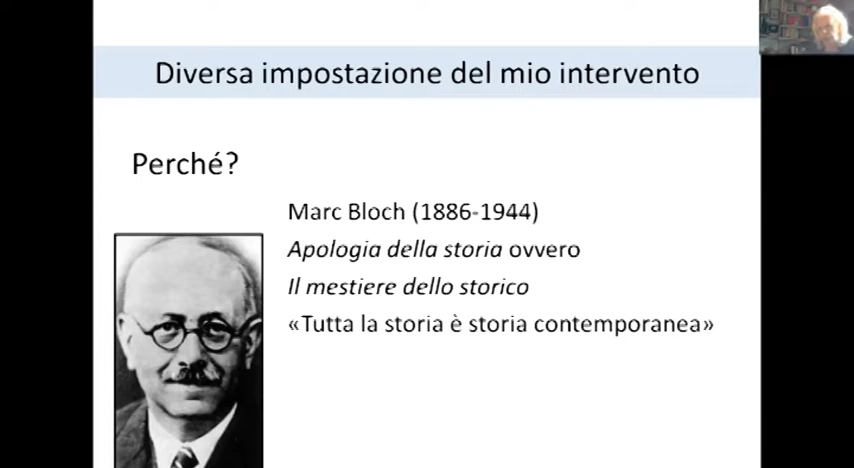 Diversa impostazione del mio intervento
Perché?
Marc Bloch (1886-1944)
Apologia della storia ovvero
Il mestiere dello storico
«Tutta la storia è storia contemporanea»